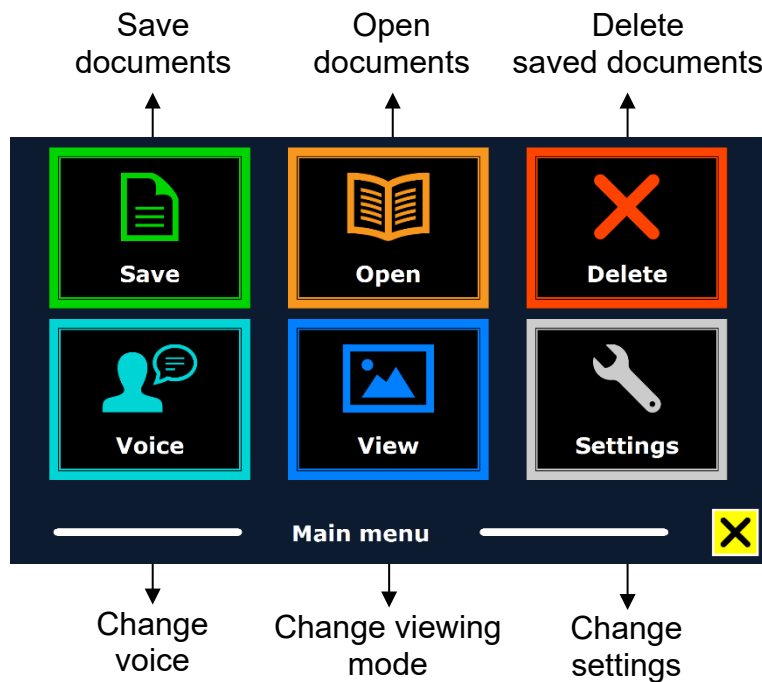 Save
documents
Open
documents
Delete
saved documents
Save
Open
Delete
Voice
View
Settings
Main menu
Change
voice
Change viewing
mode
Change
settings